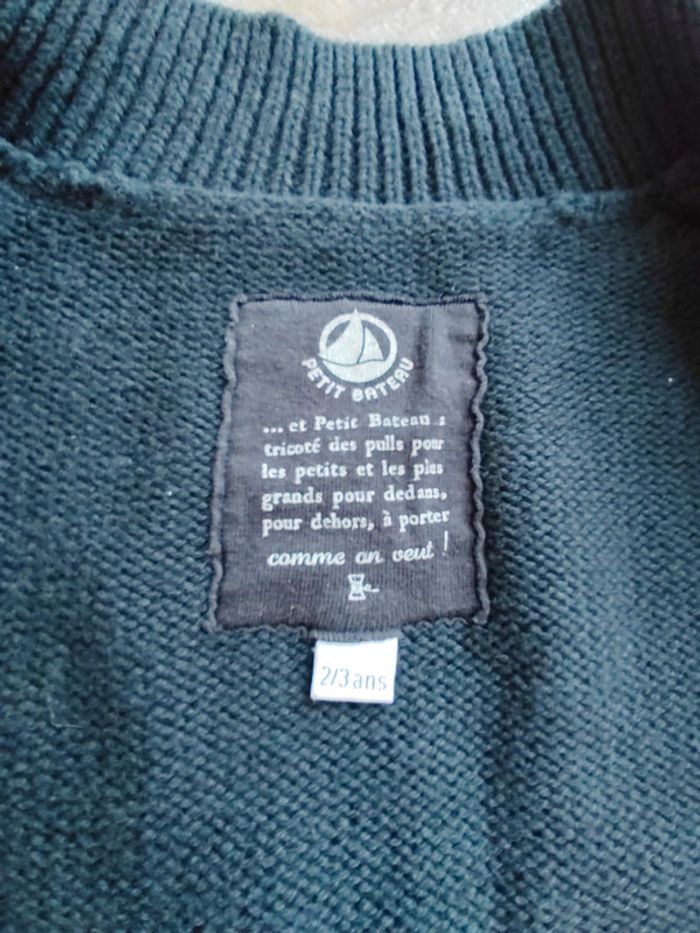 PETIT BATEAU
... et Petit Bateau a
tricoté des pulls pour
les petits et les plus
grands pour dedans,
pour dehors, à porter
comme on veut !
2/3 ans